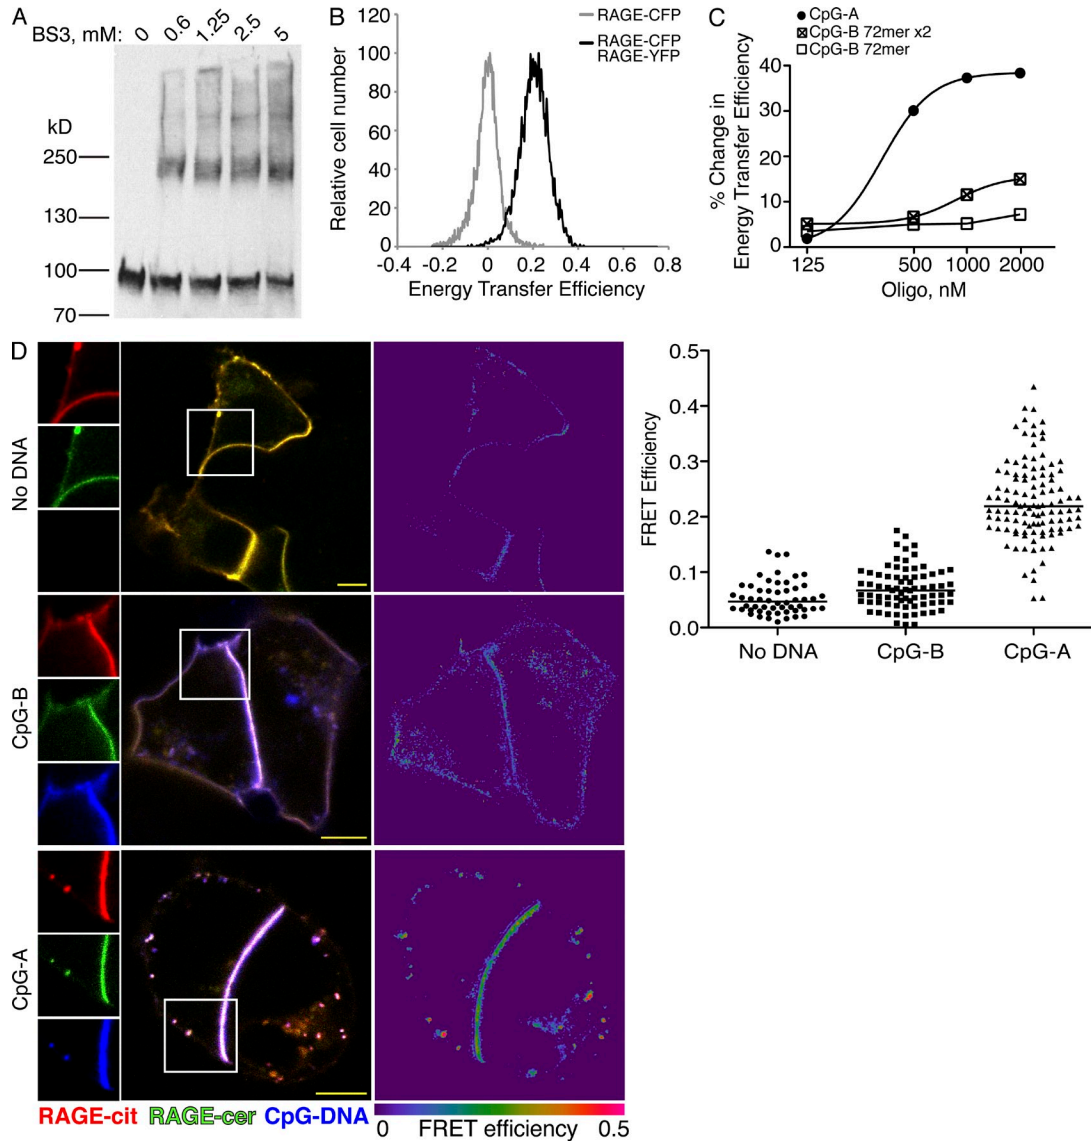 A
BS3, mM: 0 0.6 1.25 2.5 5
kD
250
130
100
70
B
RAGE-CFP
RAGE-CFP
RAGE-YFP
Relative cell number
120
100
80
60
40
20
0
-0.4 -0.2 0 0.2 0.4 0.6 0.8
Energy Transfer Efficiency
C
CpG-A
CpG-B 72mer x2
CpG-B 72mer
% Change in
Energy Transfer Efficiency
40
30
20
10
0
125 500 1000 2000
Oligo, nM
D
No DNA
CpG-B
CpG-A
RAGE-cit RAGE-cer CpG-DNA
0 FRET efficiency 0.5
FRET Efficiency
0.5
0.4
0.3
0.2
0.1
0.0
No DNA CpG-B CpG-A